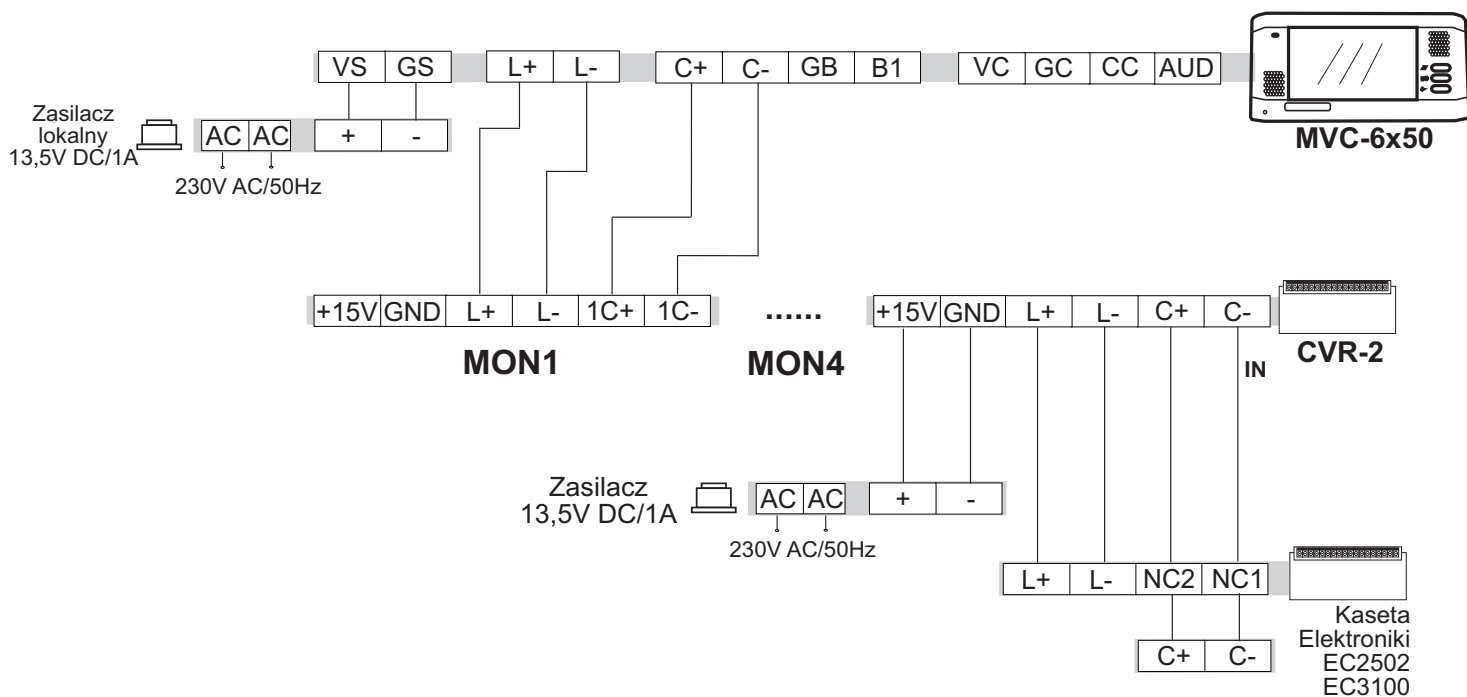 VS GS L+ L- C+ C- GB B1 VC GC CC AUD
MVC-6x50
Zasilacz
lokalny
13,5V DC/1A
AC AC + -
230V AC/50Hz
+15V GND L+ L- 1C+ 1C- ...... +15V GND L+ L- C+ C-
MON1
MON4
IN
CVR-2
Zasilacz
13,5V DC/1A
AC AC + -
230V AC/50Hz
L+ L- NC2 NC1
C+ C-
Kaseta
Elektroniki
EC2502
EC3100